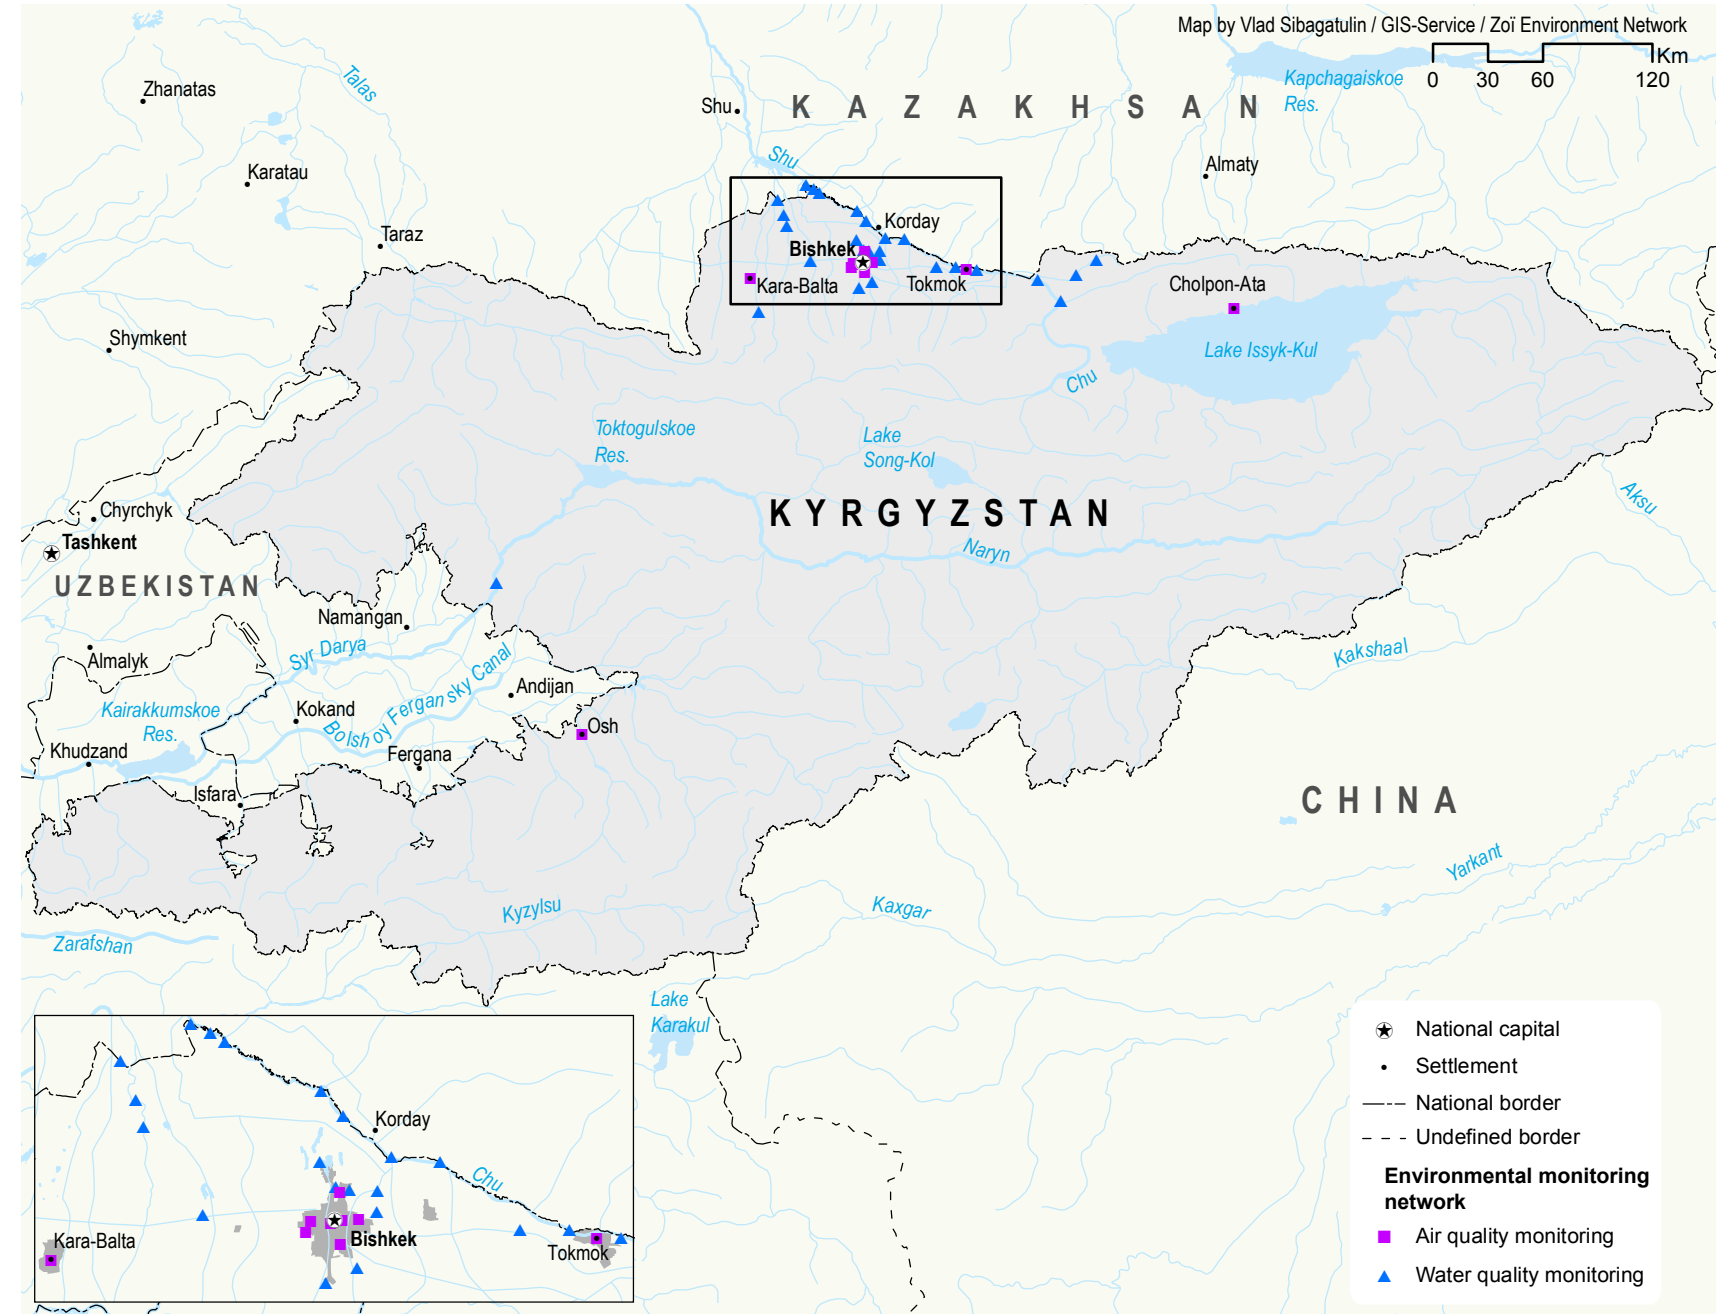 Map by Vlad Sibagatulin / GIS-Service / Zoï Environment Network
Km
0 30 60 120
Kapchagaiskoe
Res.
Zhanatas
Talas
Shu
KAZAKHSAN
Shu
Almaty
Karatau
Taraz
Korday
Bishkek
Kara-Balta
Tokmok
Cholpon-Ata
Shymkent
Lake Issyk-Kul
Chu
Toktogulskoe
Res.
Lake
Song-Kol
KYRGYZSTAN
Naryn
Aksu
Chyrchyk
Tashkent
UZBEKISTAN
Namangan
Syr Darya
Almalyk
Kakshaal
Bolshoy Fergansky Canal
Andijan
Kairakkumskoe
Res.
Kokand
Osh
Khudzand
Fergana
Isfara
CHINA
Yarkant
Kyzylsu
Kaxgar
Zarafshan
Lake
Karakul
Korday
Chu
Bishkek
Kara-Balta
Tokmok
National capital
Settlement
National border
Undefined border
Environmental monitoring
network
Air quality monitoring
Water quality monitoring